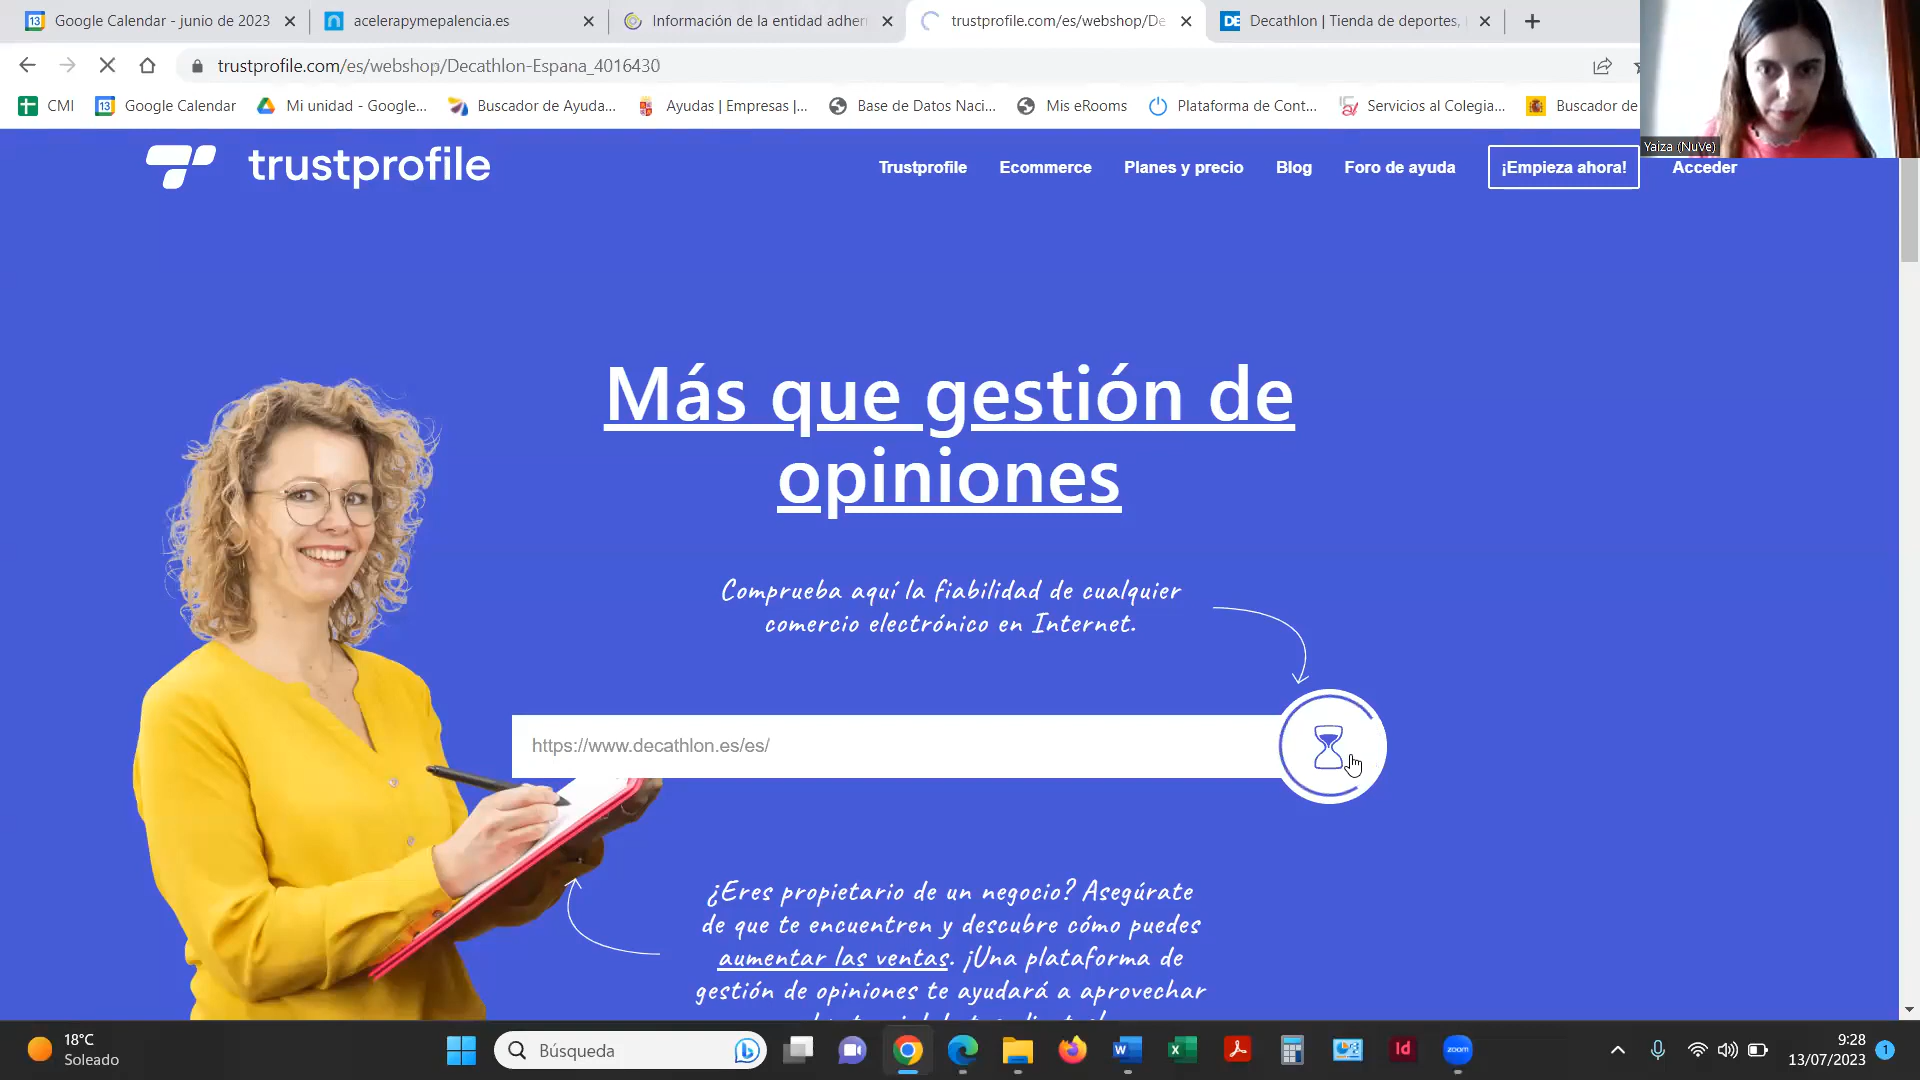 Google Calendar - junio de 2023
acelerapymepalencia.es
Información de la entidad adher
trustprofile.com/es/webshop/De
DE
Decathlon | Tienda de deportes,
trustprofile.com/es/webshop/Decathlon-Espana_4016430
CMI
13
Google Calendar
Mi unidad - Google...
Buscador de Ayuda...
Ayudas | Empresas |...
Base de Datos Naci...
Mis eRooms
Plataforma de Cont...
Servicios al Colegia...
Buscador de
Yaiza (NuVe)
trustprofile
Trustprofile
Ecommerce
Planes y precio
Blog
Foro de ayuda
¡Empieza ahora!
Acceder
Más que gestión de
opiniones
Comprueba aquí la fiabilidad de cualquier
comercio electrónico en Internet.
https://www.decathlon.es/es/
¿Eres propietario de un negocio? Asegúrate
de que te encuentren y descubre cómo puedes
aumentar las ventas. ¡Una plataforma de
gestión de opiniones te ayudará a aprovechar
18°C
Soleado
Búsqueda
Id
zoom
9:28
13/07/2023
1